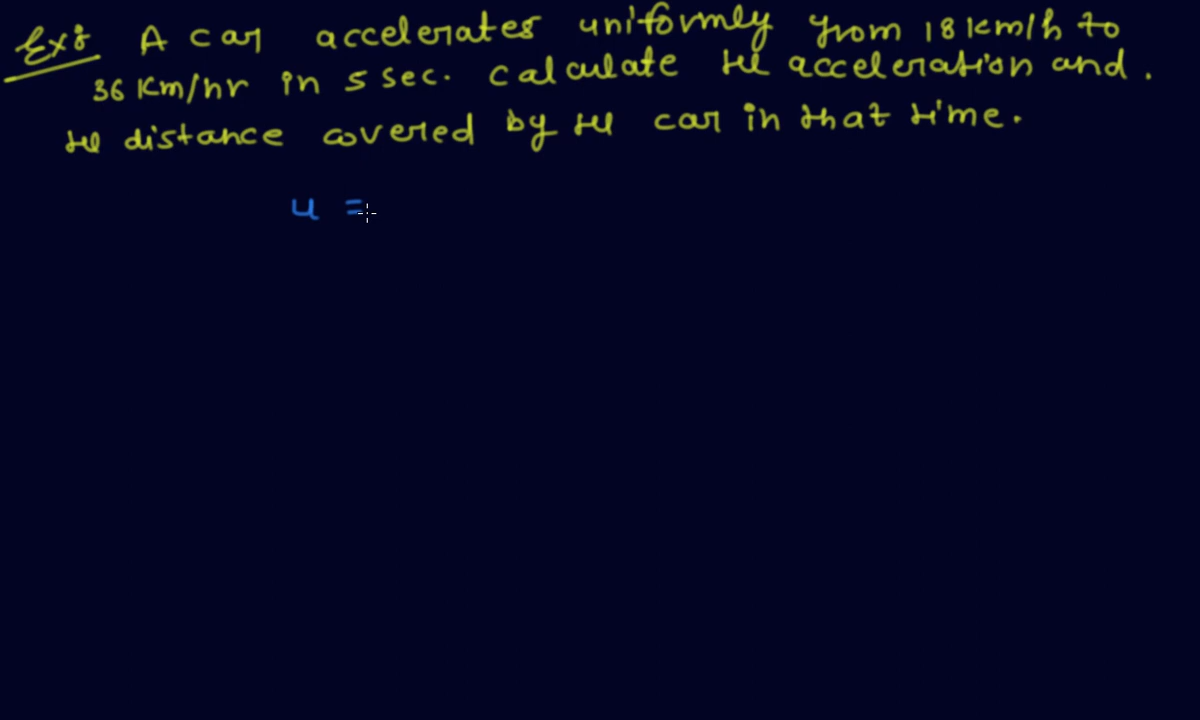 Ex: A car accelerates uniformly from 18 km/h to
36 Km/hr in 5 sec. calculate the acceleration and .
the distance covered by the car in that time.
u =